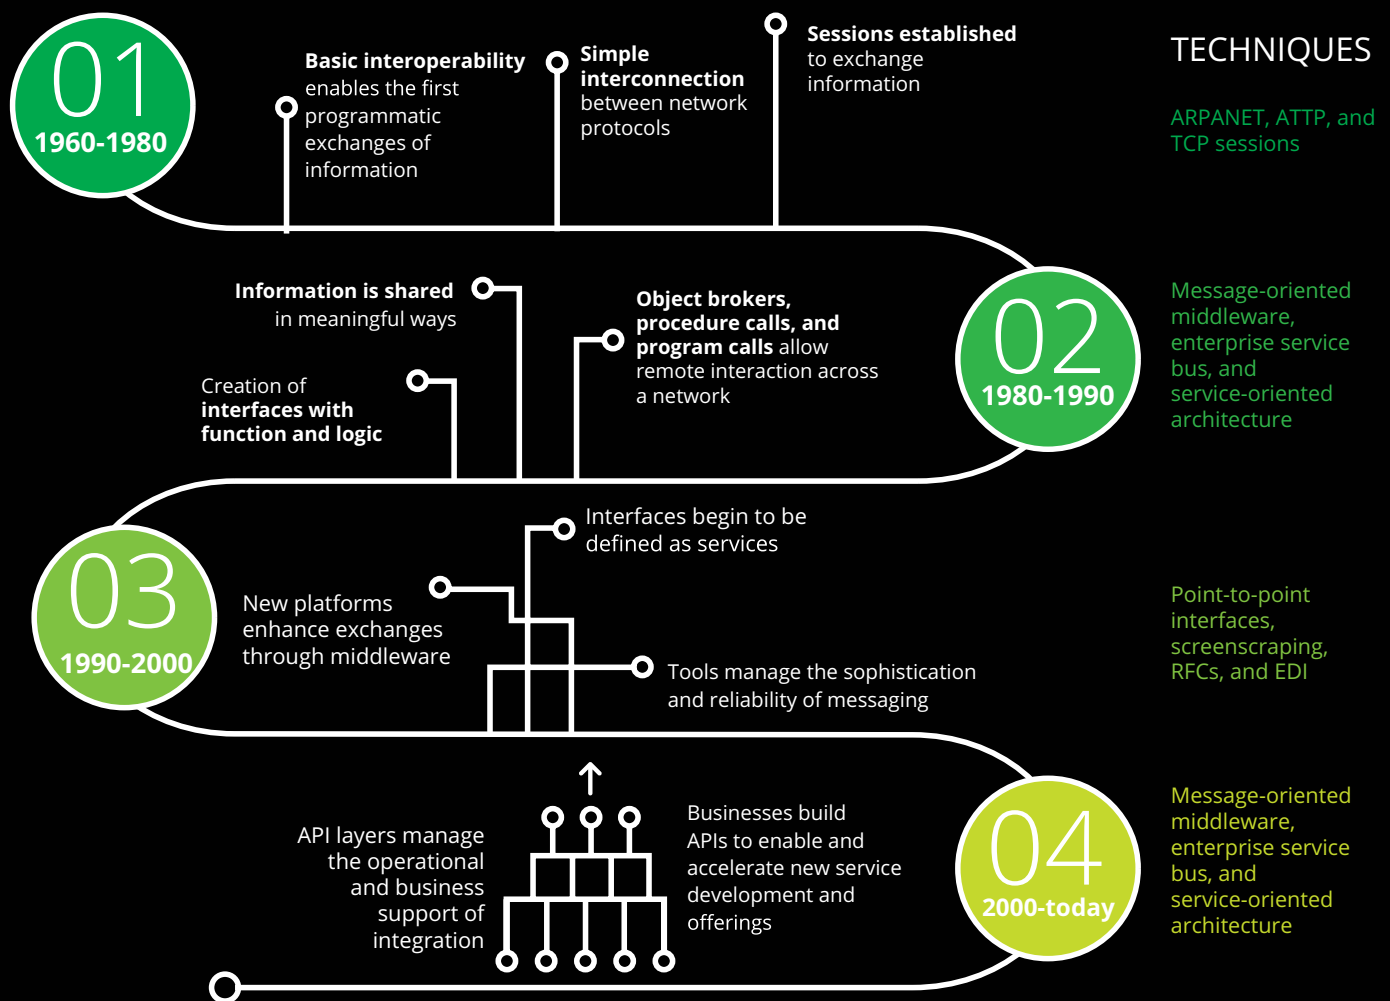 01
1960-1980
Basic interoperability
enables the first
programmatic
exchanges of
information
Simple
interconnection
between network
protocols
Sessions established
to exchange
information
TECHNIQUES
ARPANET, ATTP, and
TCP sessions
Information is shared
in meaningful ways
Creation of
interfaces with
function and logic
Object brokers,
procedure calls, and
program calls allow
remote interaction across
a network
02
1980-1990
Message-oriented
middleware,
enterprise service
bus, and
service-oriented
architecture
03
1990-2000
New platforms
enhance exchanges
through middleware
Interfaces begin to be
defined as services
Tools manage the sophistication
and reliability of messaging
Point-to-point
interfaces,
screenscraping,
RFCs, and EDI
API layers manage
the operational
and business
support of
integration
Businesses build
APIs to enable and
accelerate new service
development and
offerings
04
2000-today
Message-oriented
middleware,
enterprise service
bus, and
service-oriented
architecture